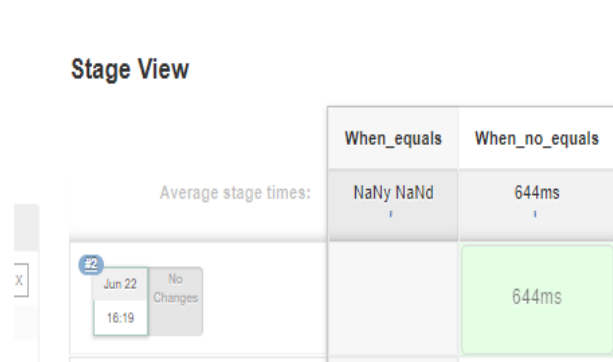 Stage View
When_equals When_no_equals
Average stage times: NaNy NaNd 644ms
#2
Jun 22 No
Changes
16:19
644ms
X